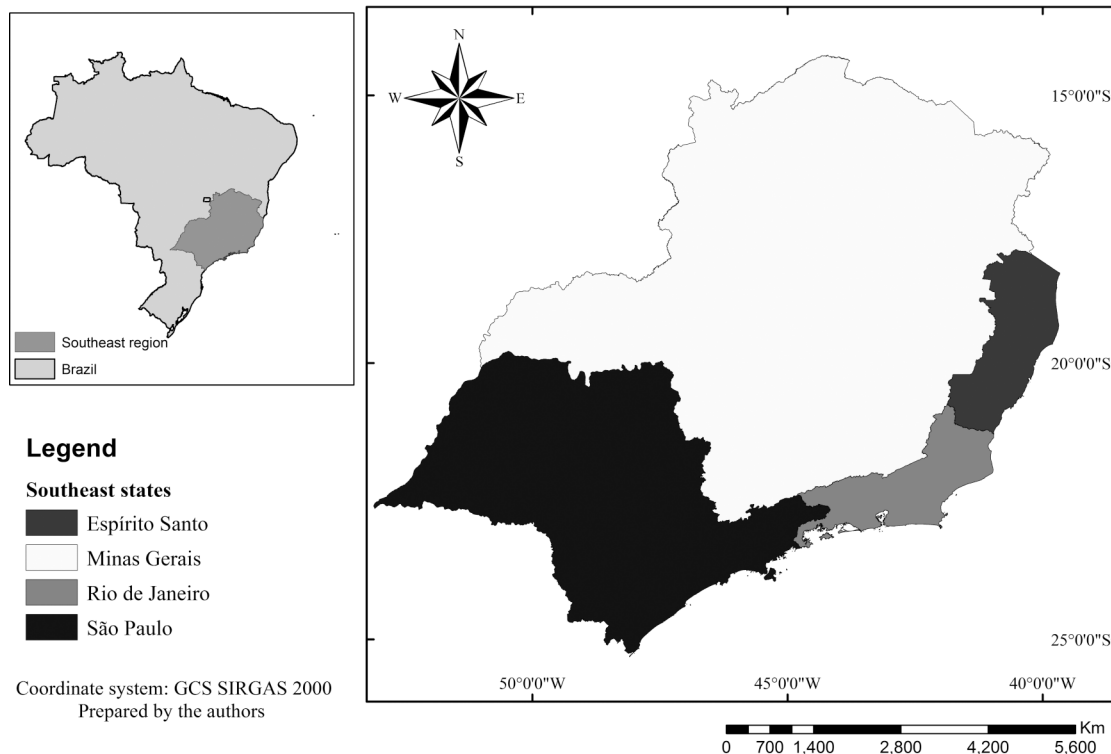 Southeast region
Brazil
Legend
Southeast states
Espírito Santo
Minas Gerais
Rio de Janeiro
São Paulo
Coordinate system: GCS SIRGAS 2000
Prepared by the authors
N
W E
S
15°0'0"S
20°0'0"S
25°0'0"S
50°0'0"W 45°0'0"W 40°0'0"W
Km
0 700 1.400 2.800 4.200 5.600